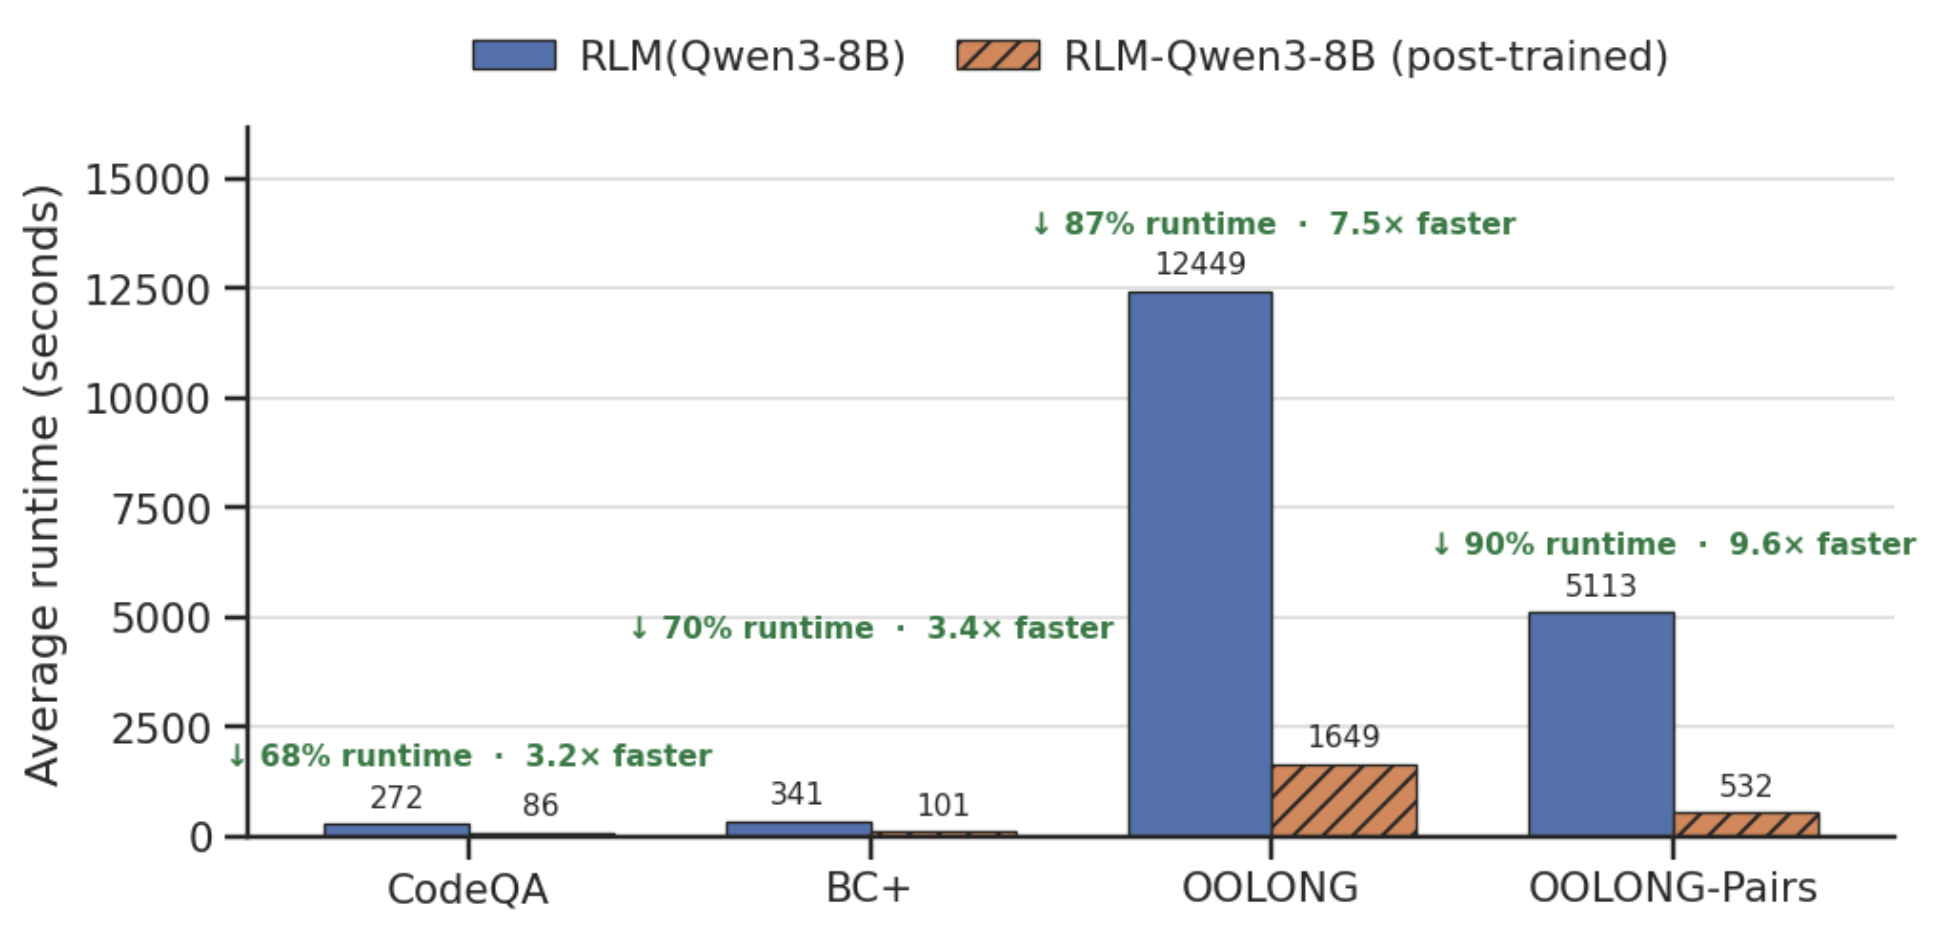 RLM(Qwen3-8B)
RLM-Qwen3-8B (post-trained)
Average runtime (seconds)
15000
12500
10000
7500
5000
2500
0
↓ 68% runtime · 3.2× faster
272
86
↓ 70% runtime · 3.4× faster
341
101
↓ 87% runtime · 7.5× faster
12449
1649
↓ 90% runtime · 9.6× faster
5113
532
CodeQA
BC+
OOLONG
OOLONG-Pairs